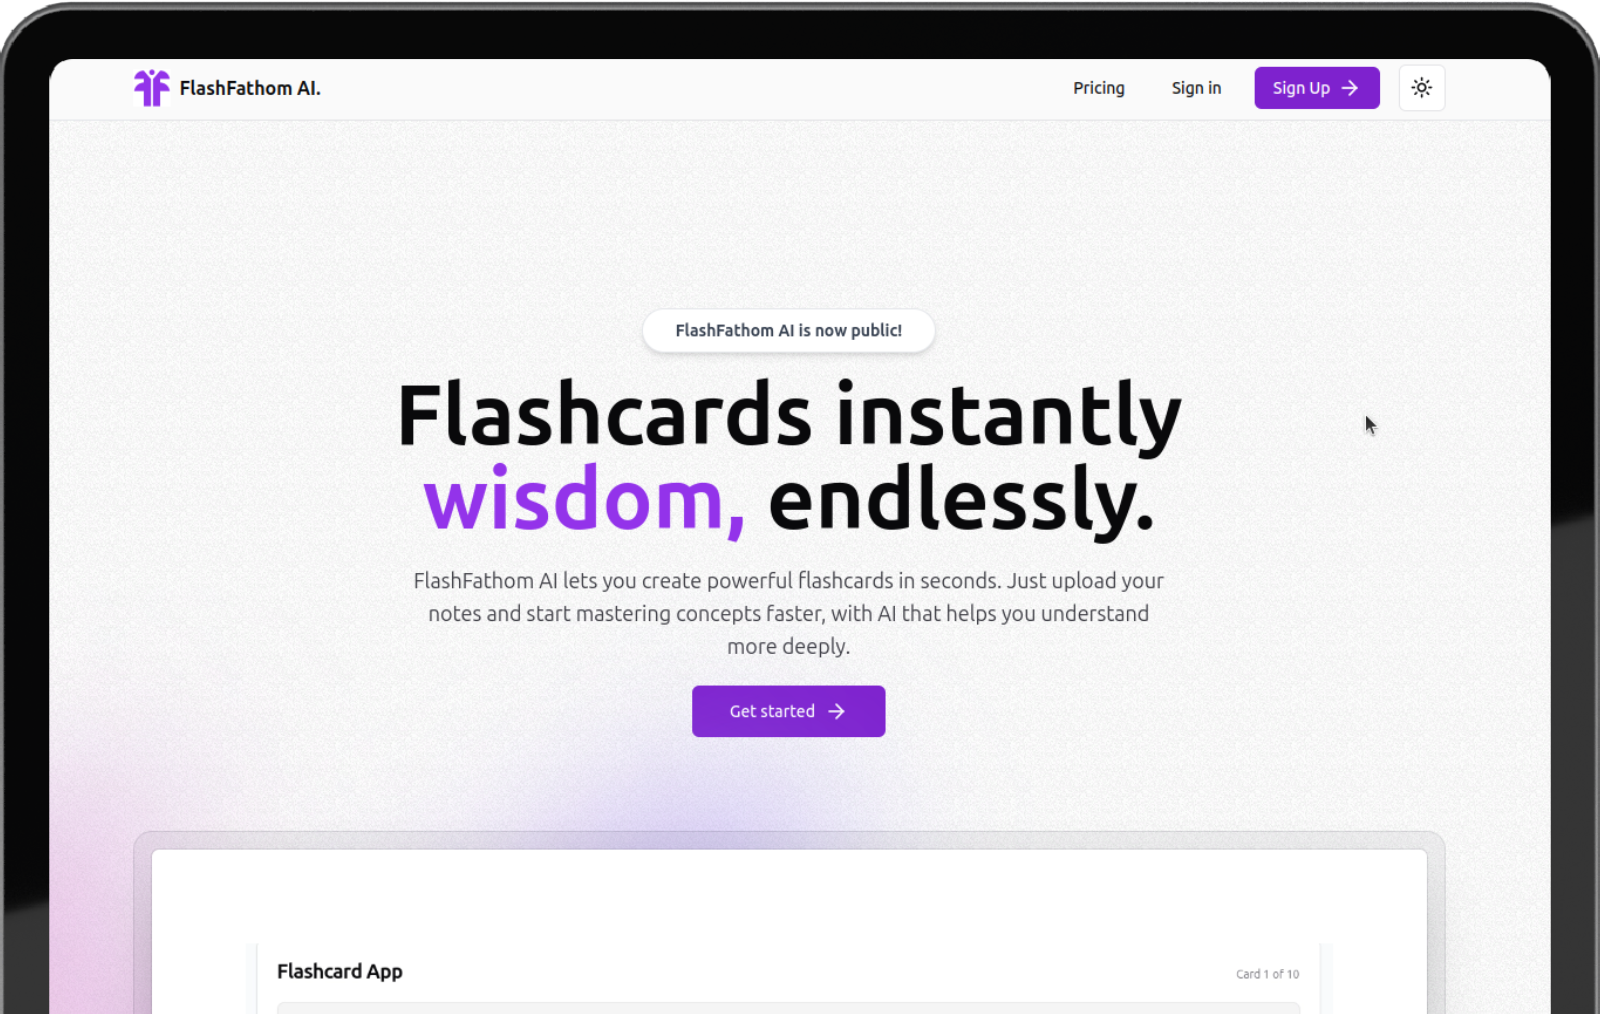 FlashFathom AI.
Pricing
Sign in
Sign Up
FlashFathom AI is now public!
Flashcards instantly
wisdom, endlessly.
FlashFathom AI lets you create powerful flashcards in seconds. Just upload your
notes and start mastering concepts faster, with AI that helps you understand
more deeply.
Get started
Flashcard App
Card 1 of 10